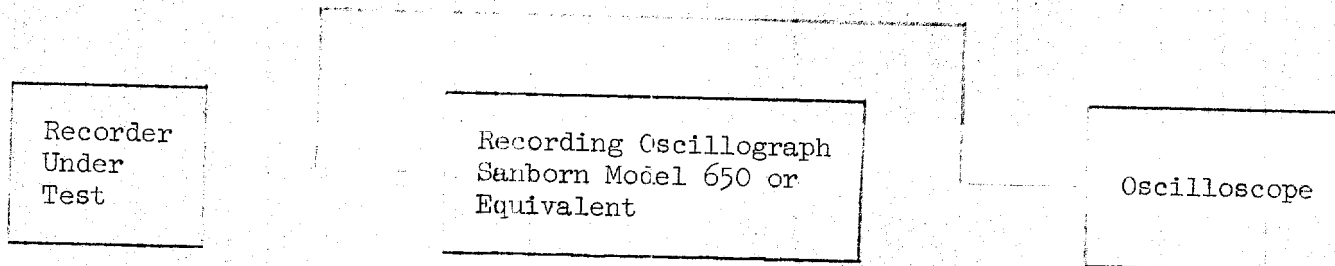 Recorder
Under
Test
Recording Oscillograph
Sanborn Model 650 or
Equivalent
Oscilloscope